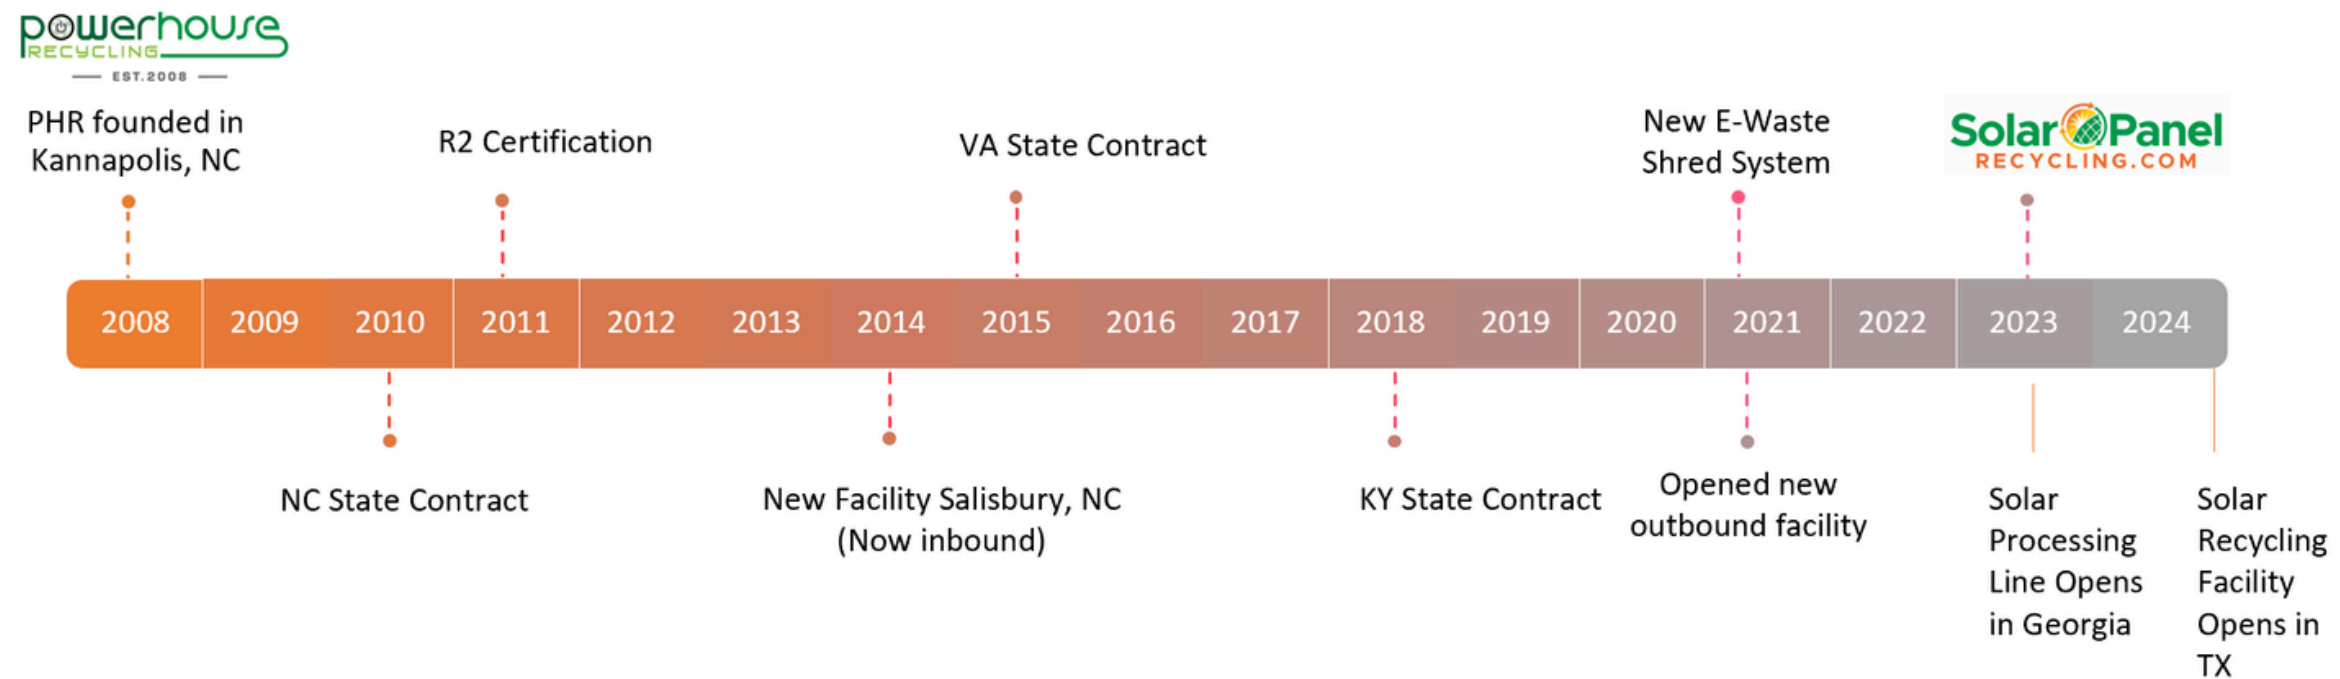 powerhouse
RECYCLING
EST.2008
PHR founded in
Kannapolis, NC
R2 Certification
VA State Contract
New E-Waste
Shred System
Solar Panel
RECYCLING.COM
2008 2009 2010 2011 2012 2013 2014 2015 2016 2017 2018 2019 2020 2021 2022 2023 2024
NC State Contract
New Facility Salisbury, NC
(Now inbound)
KY State Contract
Opened new
outbound facility
Solar
Processing
Line Opens
in Georgia
Solar
Recycling
Facility
Opens in
TX